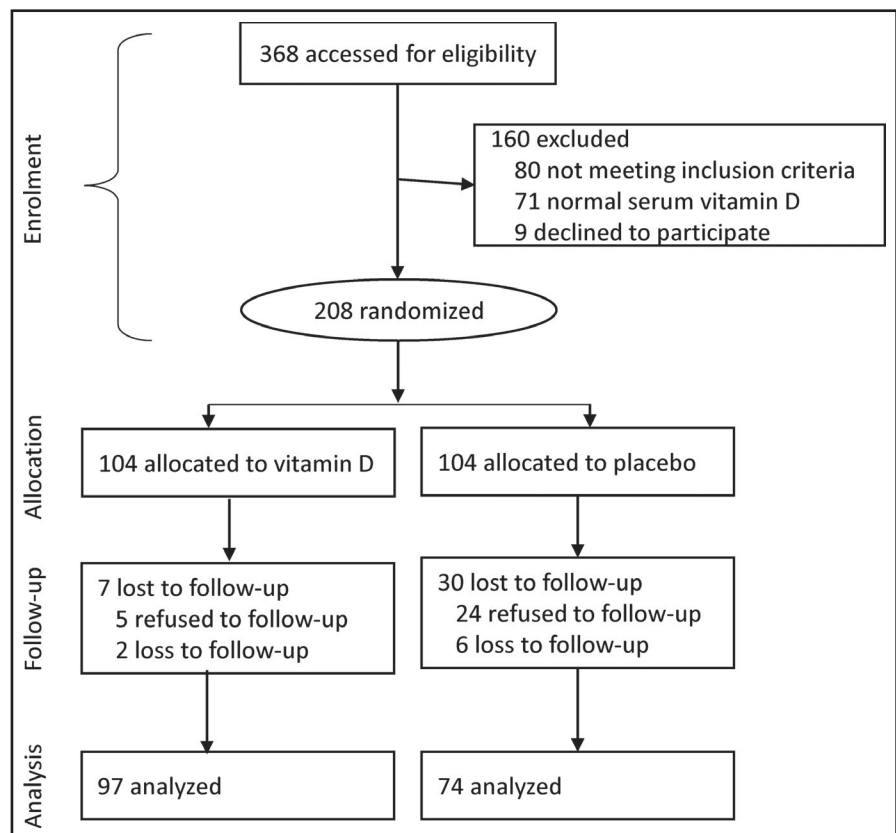 368 accessed for eligibility
Enrolment
160 excluded
80 not meeting inclusion criteria
71 normal serum vitamin D
9 declined to participate
208 randomized
Allocation
104 allocated to vitamin D
104 allocated to placebo
Follow-up
7 lost to follow-up
5 refused to follow-up
2 loss to follow-up
30 lost to follow-up
24 refused to follow-up
6 loss to follow-up
Analysis
97 analyzed
74 analyzed